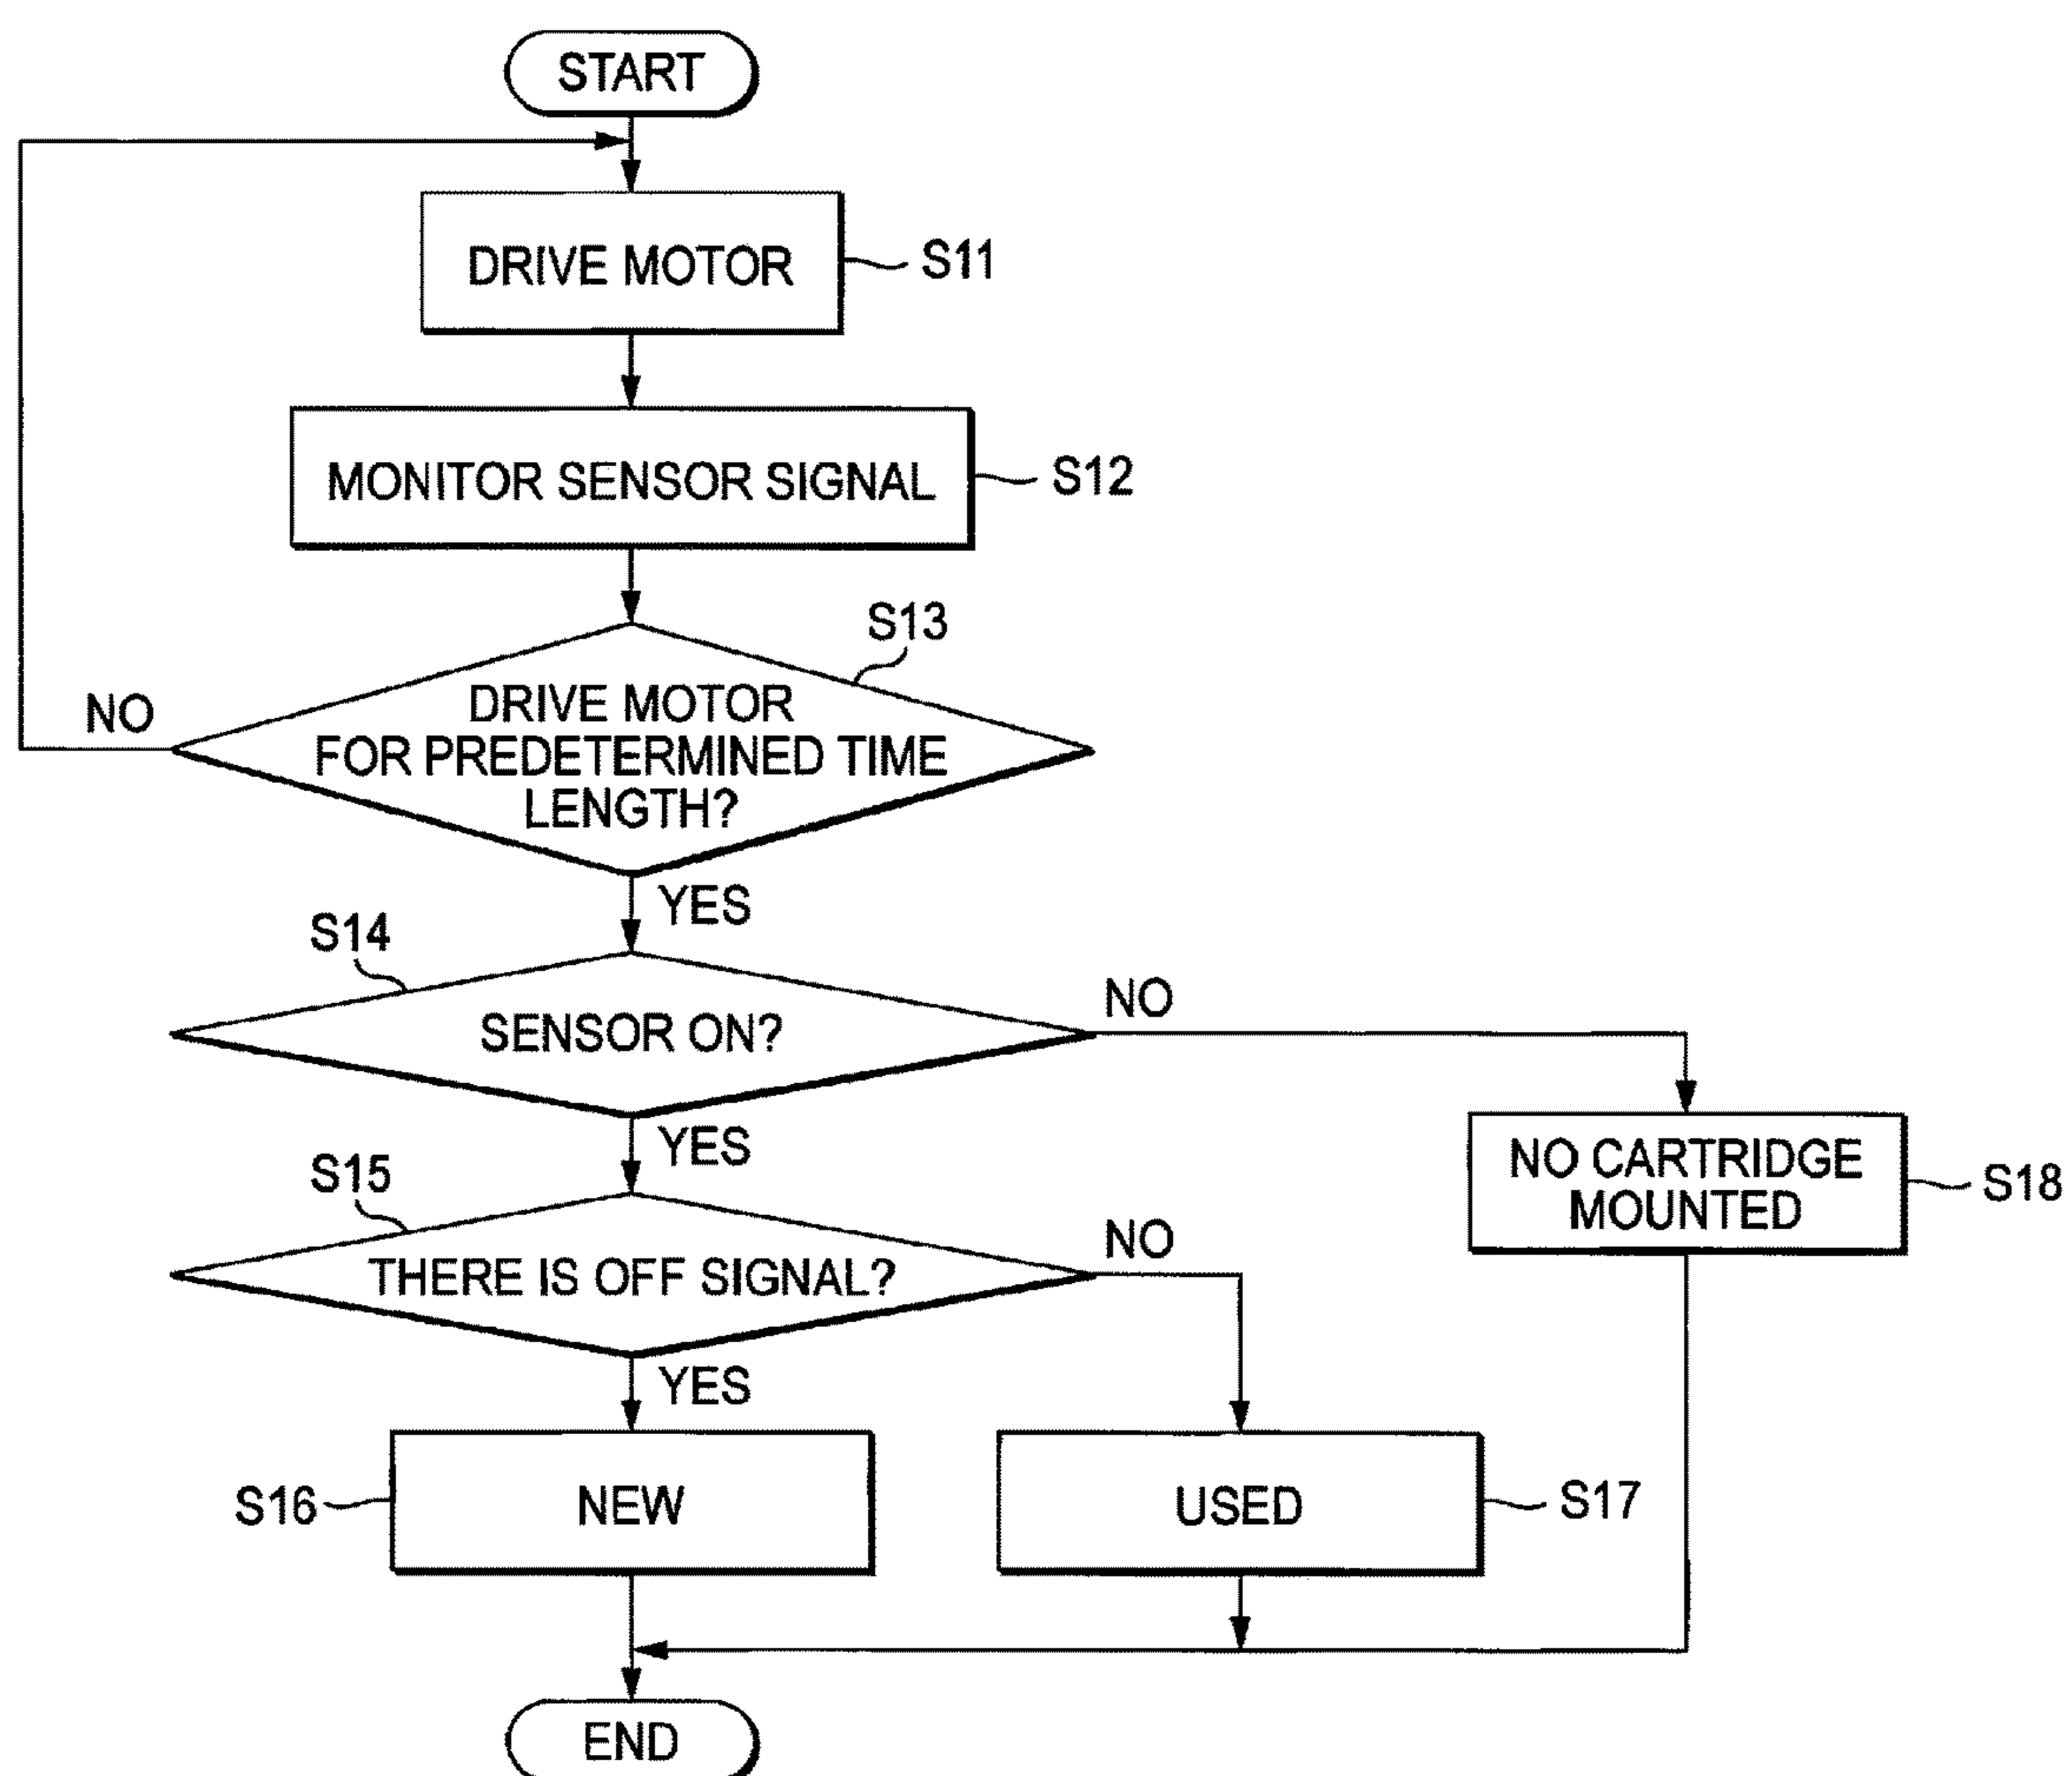 START
DRIVE MOTOR
S11
MONITOR SENSOR SIGNAL
S12
S13
DRIVE MOTOR
FOR PREDETERMINED TIME
LENGTH?
NO
YES
S14
SENSOR ON?
NO
YES
NO CARTRIDGE
MOUNTED
S18
S15
THERE IS OFF SIGNAL?
NO
YES
S16
NEW
USED
S17
END